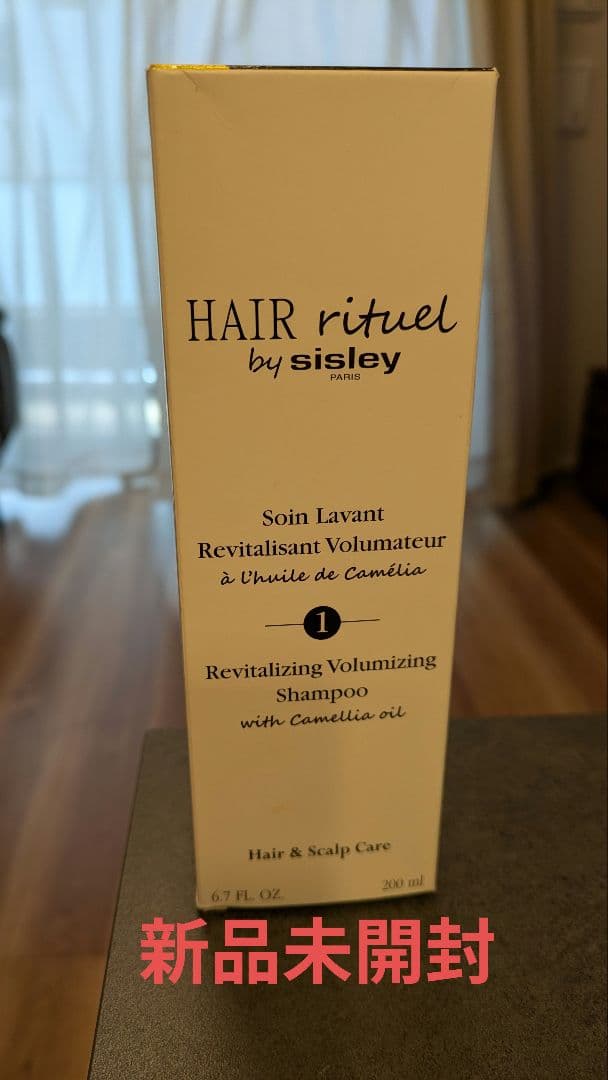 HAIR rituel
by sisley
PARIS
Soin Lavant
Revitalisant Volumateur
à l'huile de Camélia
1
Revitalizing Volumizing
Shampoo
with Camellia oil
Hair & Scalp Care
6.7 FL. OZ. 200 ml
新品未開封